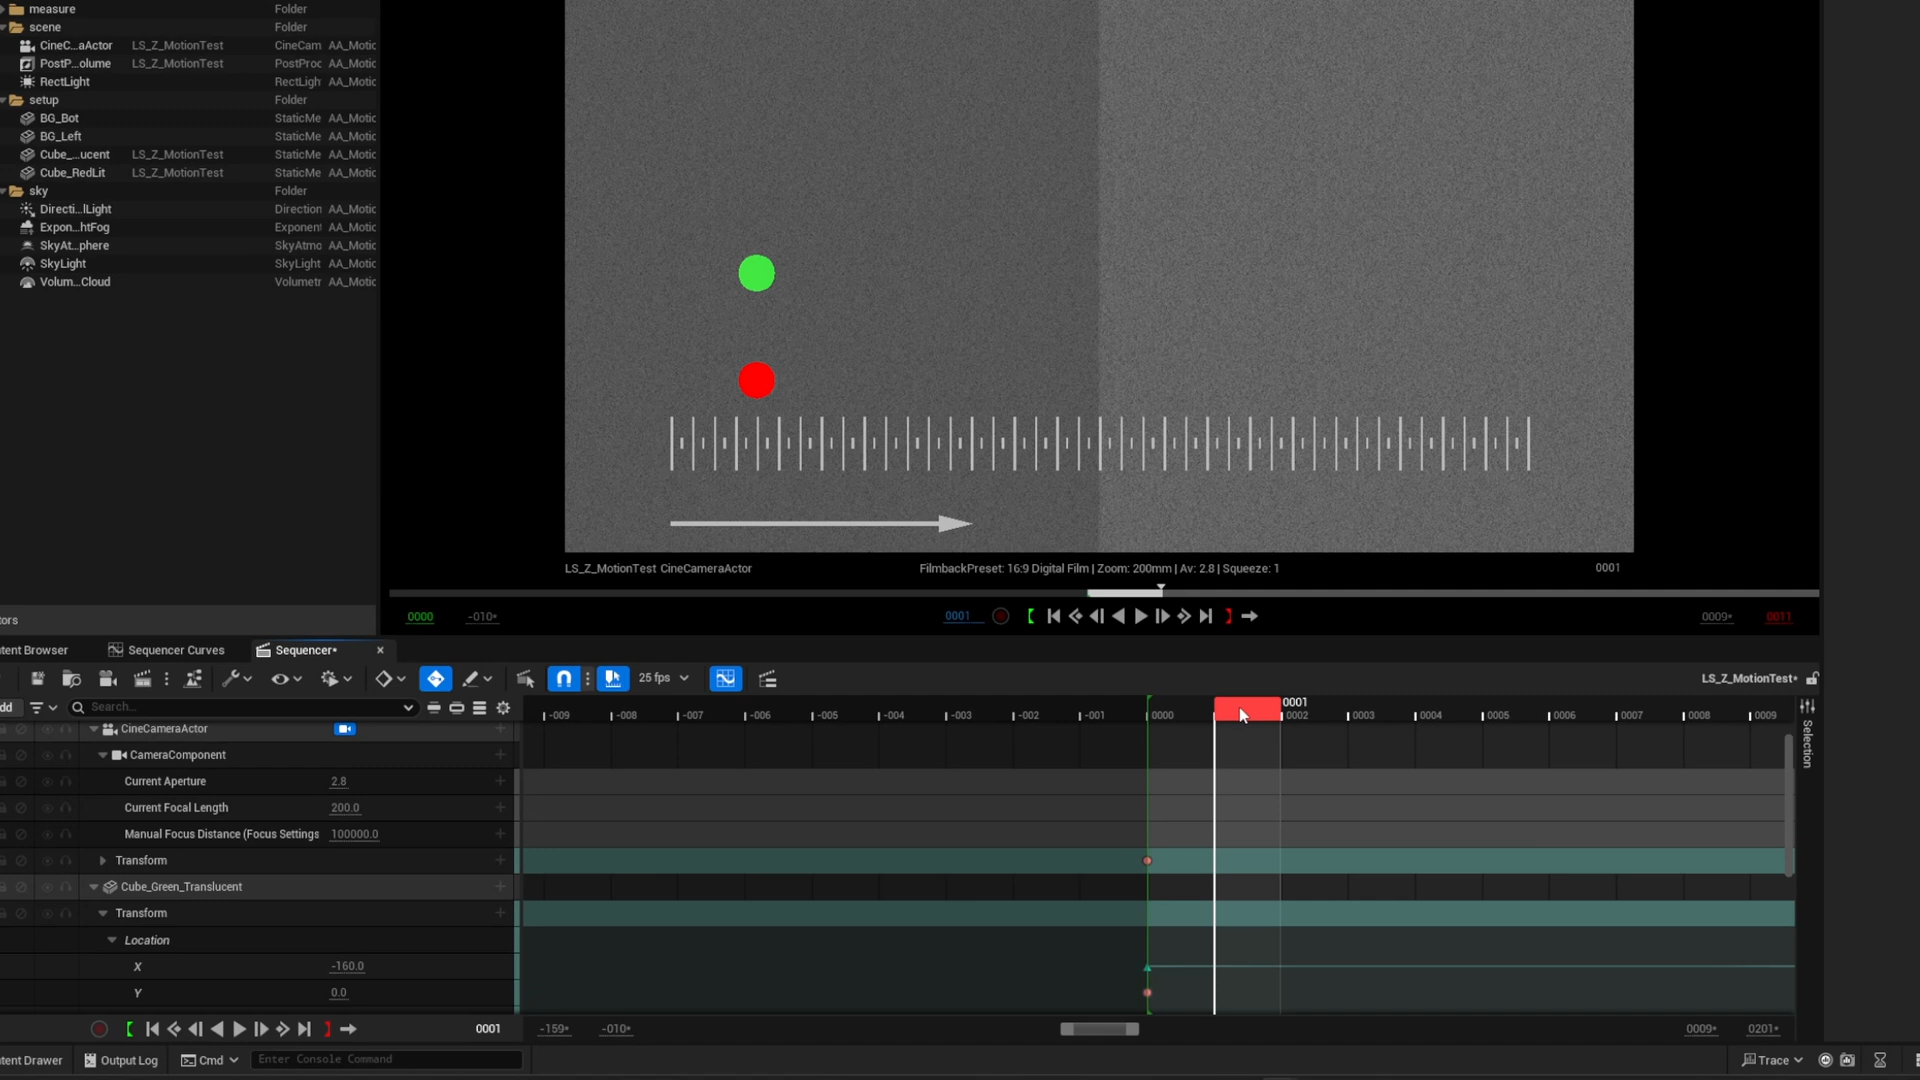 measure Folder
scene Folder
CineC...aActor LS_Z_MotionTest CineCam AA_Motic
PostP...olume LS_Z_MotionTest PostProc AA_Motic
RectLight RectLigh AA_Motic
setup Folder
BG_Bot StaticMe AA_Motic
BG_Left StaticMe AA_Motic
Cube_...ucent LS_Z_MotionTest StaticMe AA_Motic
Cube_RedLit LS_Z_MotionTest StaticMe AA_Motic
sky Folder
Directi...lLight Direction AA_Motic
Expon...htFog Exponent AA_Motic
SkyAt...phere SkyAtmo AA_Motic
SkyLight SkyLight AA_Motic
Volum...Cloud Volumetr AA_Motic
LS_Z_MotionTest CineCameraActor FilmbackPreset: 16:9 Digital Film | Zoom: 200mm | Av: 2.8 | Squeeze: 1 0001
0000 -010* 0001 0009* 0011
tors
tent Browser Sequencer Curves Sequencer* ×
25 fps LS_Z_MotionTest*
dd Search... 0001
-009 -008 -007 -006 -005 -004 -003 -002 -001 0000 0002 0003 0004 0005 0006 0007 0008 0009
Selection
CineCameraActor
CameraComponent
Current Aperture 2.8
Current Focal Length 200.0
Manual Focus Distance (Focus Settings 100000.0
Transform
Cube_Green_Translucent
Transform
Location
X -160.0
Y 0.0
0001 -159* -010* 0009* 0201*
tent Drawer Output Log Cmd Enter Console Command Trace